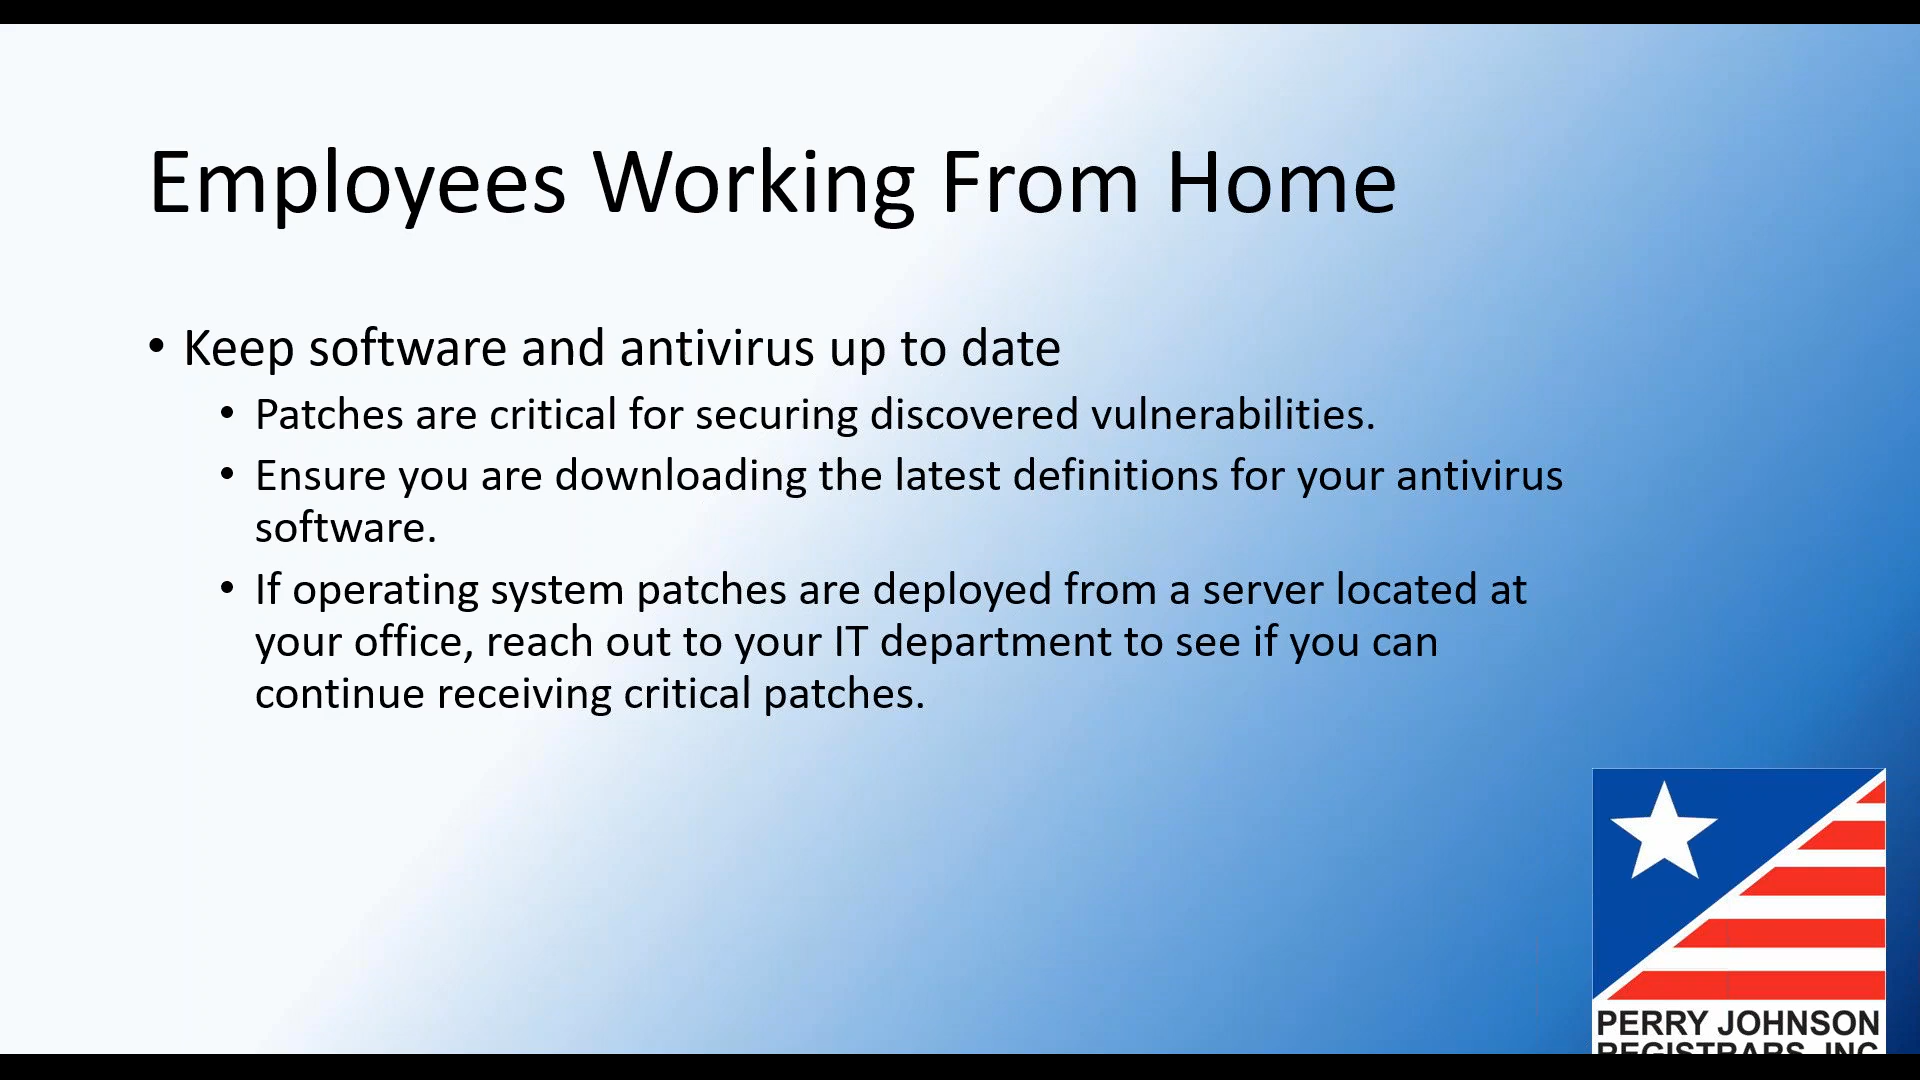 Employees Working From Home
• Keep software and antivirus up to date
• Patches are critical for securing discovered vulnerabilities.
• Ensure you are downloading the latest definitions for your antivirus
software.
• If operating system patches are deployed from a server located at
your office, reach out to your IT department to see if you can
continue receiving critical patches.
PERRY JOHNSON
REGISTRARS, INC